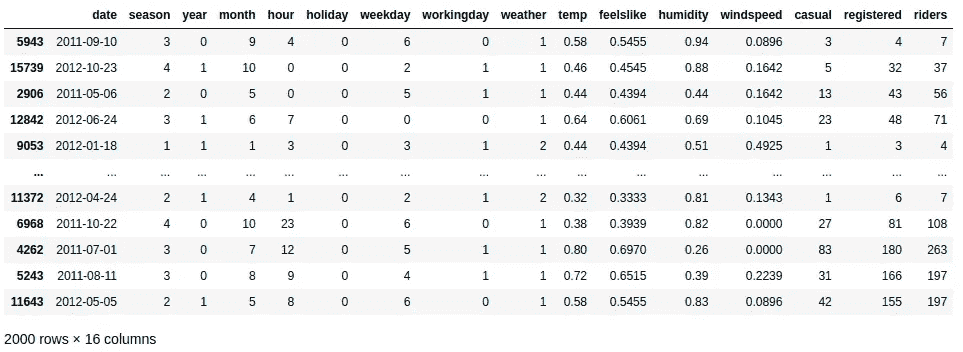 date season year month hour holiday weekday workingday weather temp feelslike humidity windspeed casual registered riders
5943 2011-09-10 3 0 9 4 0 6 0 1 0.58 0.5455 0.94 0.0896 3 4 7
15739 2012-10-23 4 1 10 0 0 2 1 1 0.46 0.4545 0.88 0.1642 5 32 37
2906 2011-05-06 2 0 5 0 0 5 1 1 0.44 0.4394 0.44 0.1642 13 43 56
12842 2012-06-24 3 1 6 7 0 0 0 1 0.64 0.6061 0.69 0.1045 23 48 71
9053 2012-01-18 1 1 1 3 0 3 1 2 0.44 0.4394 0.51 0.4925 1 3 4
... ... ... ... ... ... ... ... ... ... ... ... ... ... ... ... ...
11372 2012-04-24 2 1 4 1 0 2 1 2 0.32 0.3333 0.81 0.1343 1 6 7
6968 2011-10-22 4 0 10 23 0 6 0 1 0.38 0.3939 0.82 0.0000 27 81 108
4262 2011-07-01 3 0 7 12 0 5 1 1 0.80 0.6970 0.26 0.0000 83 180 263
5243 2011-08-11 3 0 8 9 0 4 1 1 0.72 0.6515 0.39 0.2239 31 166 197
11643 2012-05-05 2 1 5 8 0 6 0 1 0.58 0.5455 0.83 0.0896 42 155 197
2000 rows × 16 columns